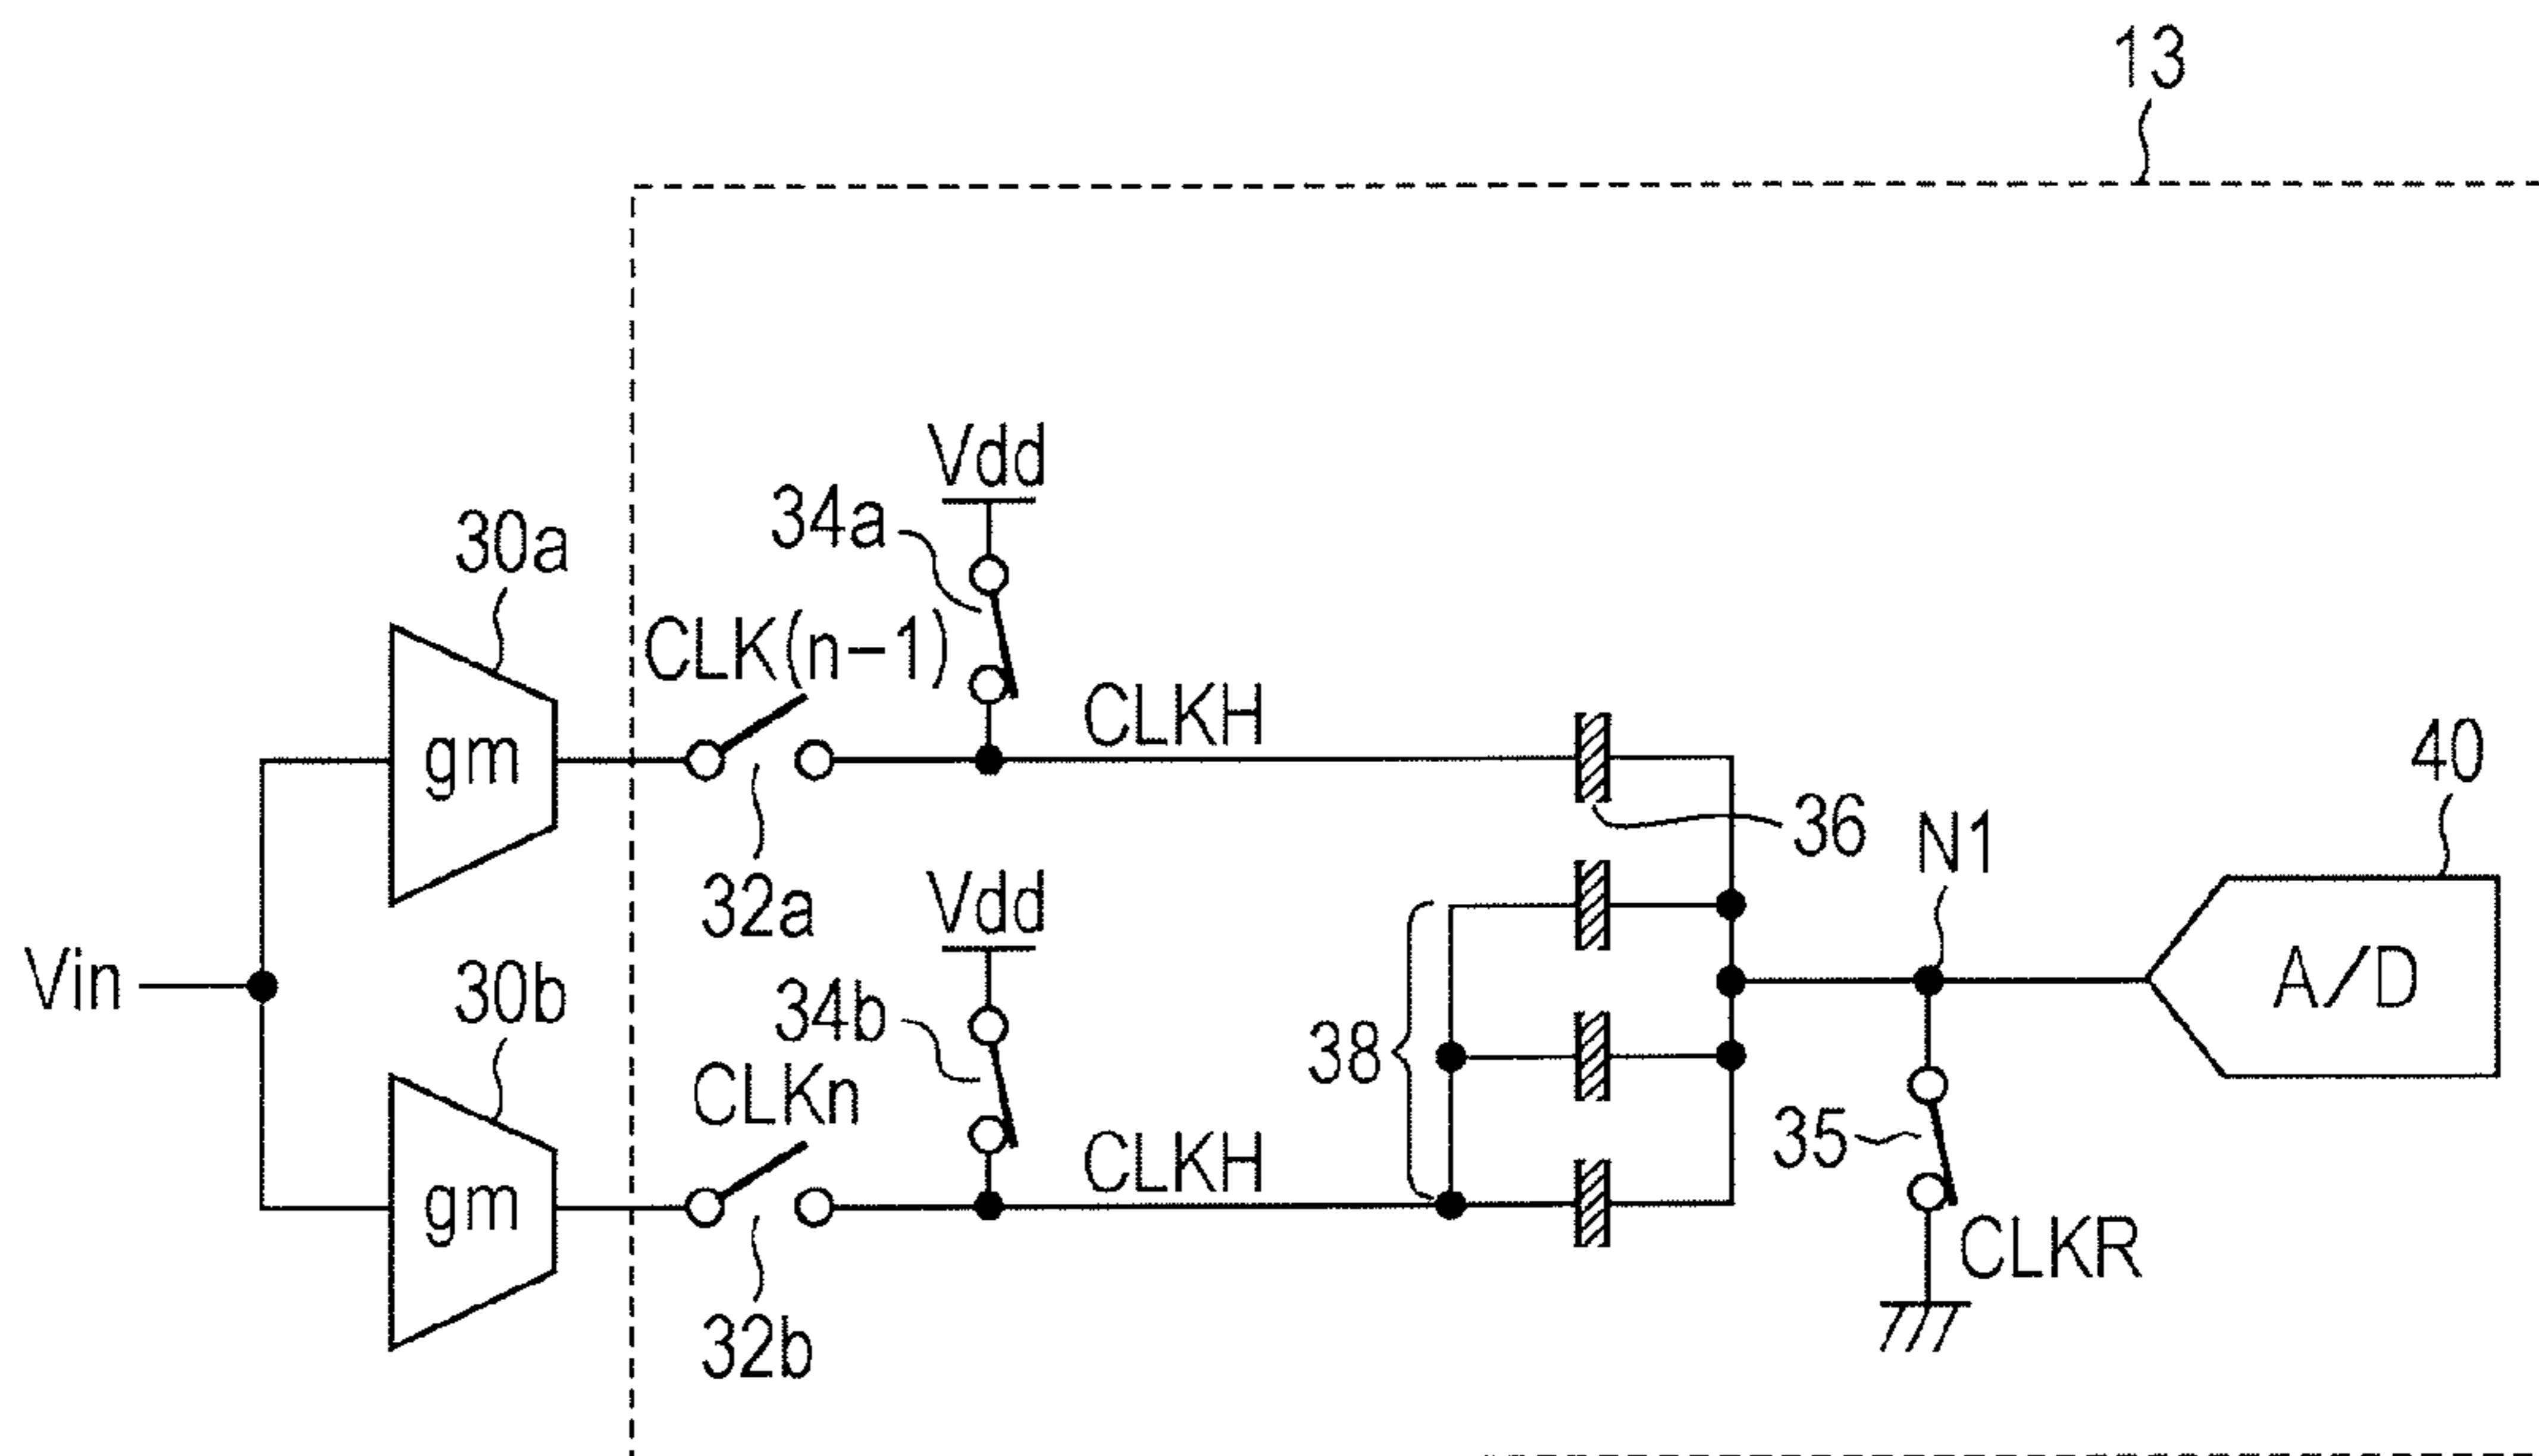 13
Vdd
34a
30a
CLK(n-1)
CLKH
gm
40
36
N1
32a
Vdd
Vin
30b
34b
A/D
38
CLKn
35
CLKH
gm
CLKR
32b